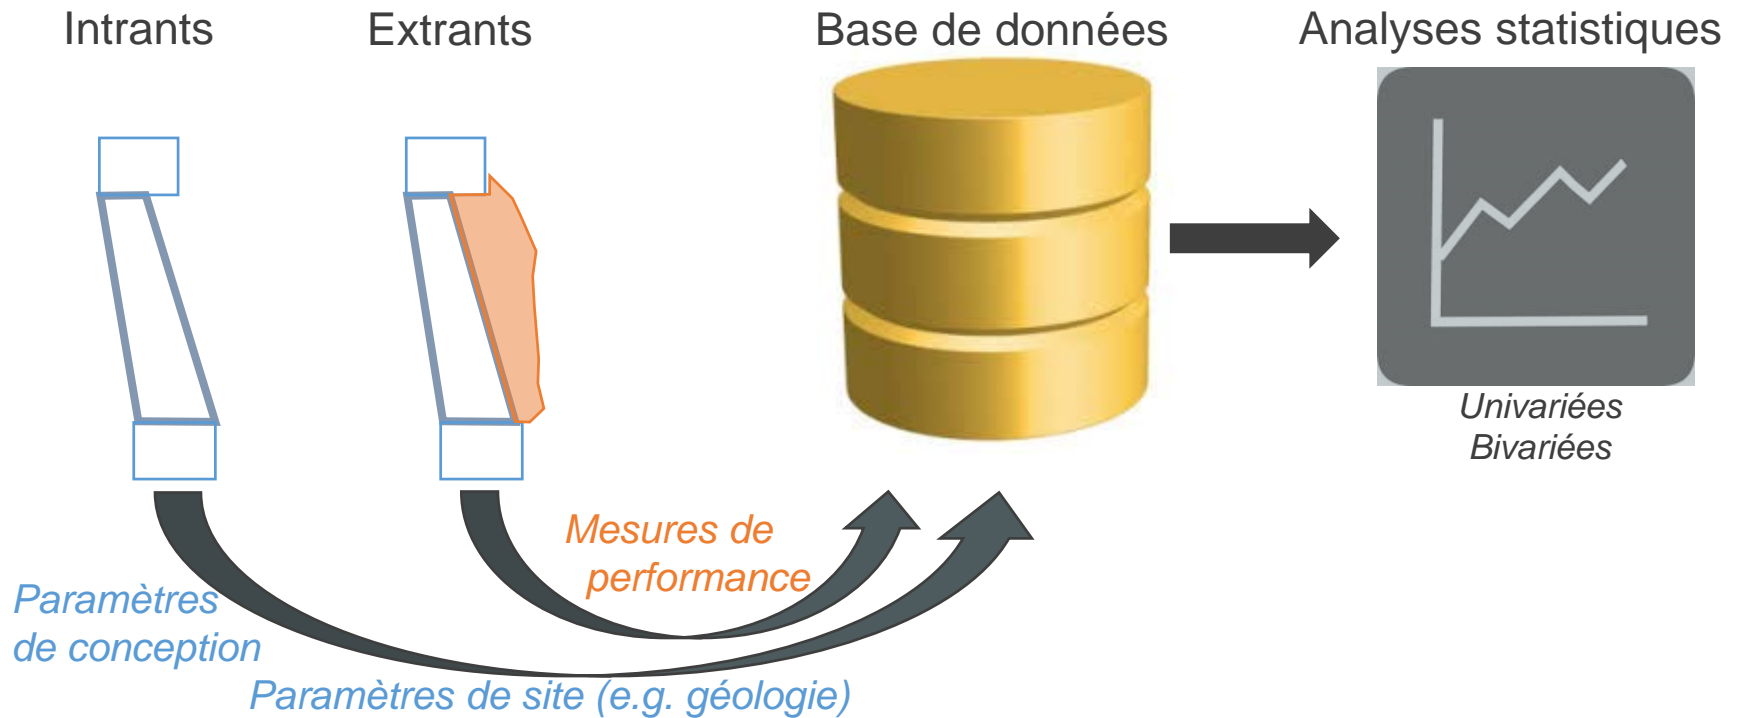 Intrants
Extrants
Base de données
Analyses statistiques
Univariées
Bivariées
Mesures de
performance
Paramètres
de conception
Paramètres de site (e.g. géologie)